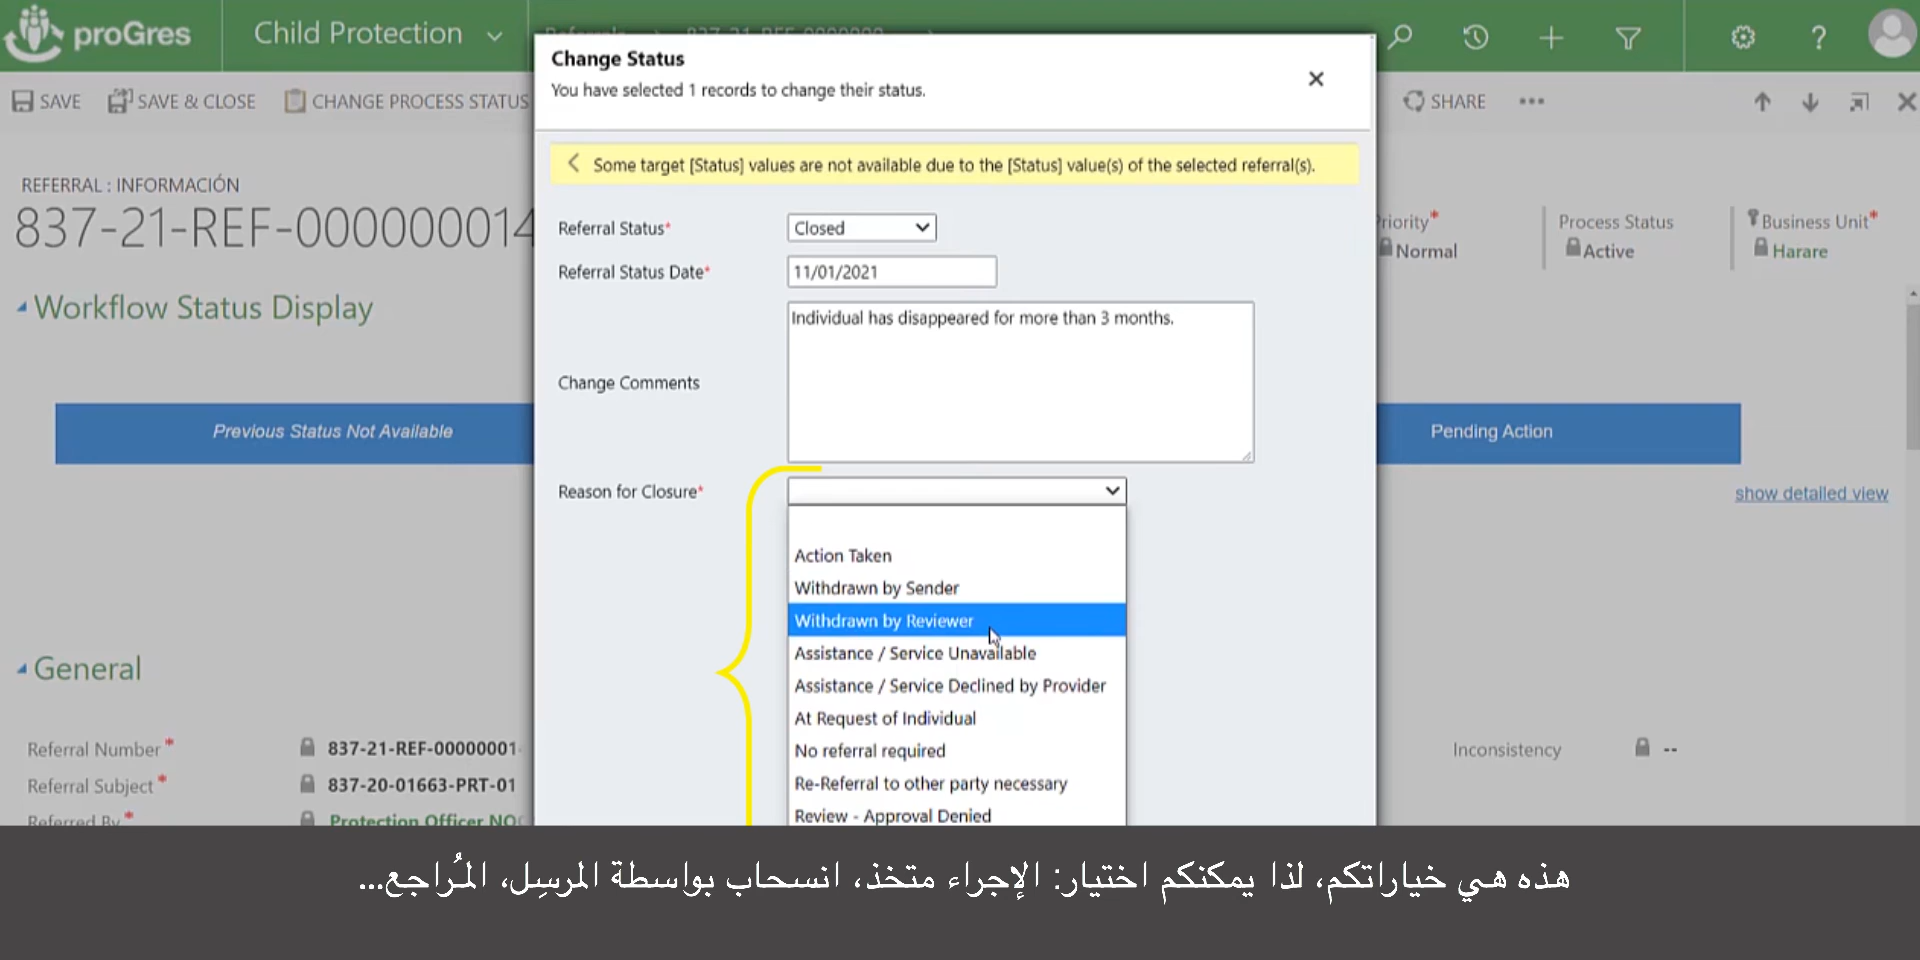 proGres
Child Protection
SAVE
SAVE & CLOSE
CHANGE PROCESS STATUS
SHARE
REFERRAL : INFORMACIÓN
837-21-REF-000000014
Priority*
Normal
Process Status
Active
Business Unit*
Harare
Workflow Status Display
Previous Status Not Available
Pending Action
show detailed view
Change Status
You have selected 1 records to change their status.
Some target [Status] values are not available due to the [Status] value(s) of the selected referral(s).
Referral Status*
Closed
Referral Status Date*
11/01/2021
Change Comments
Individual has disappeared for more than 3 months.
Reason for Closure*
Action Taken
Withdrawn by Sender
Withdrawn by Reviewer
Assistance / Service Unavailable
Assistance / Service Declined by Provider
At Request of Individual
No referral required
Re-Referral to other party necessary
Review - Approval Denied
General
Referral Number*
837-21-REF-00000001
Referral Subject*
837-20-01663-PRT-01
Referred By*
Protection Officer NO
Inconsistency
--
هذه هي خياراتكم، لذا يمكنكم اختيار: الإجراء متخذ، انسحاب بواسطة المرسِل، المُراجع...